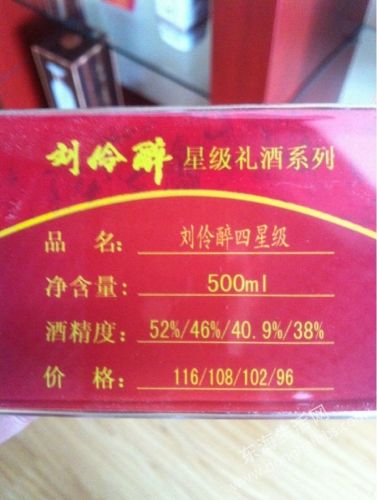 刘伶醉 星级礼酒系列
品 名: 刘伶醉四星级
净含量: 500ml
酒精度: 52%/46%/40.9%/38%
价 格: 116/108/102/96